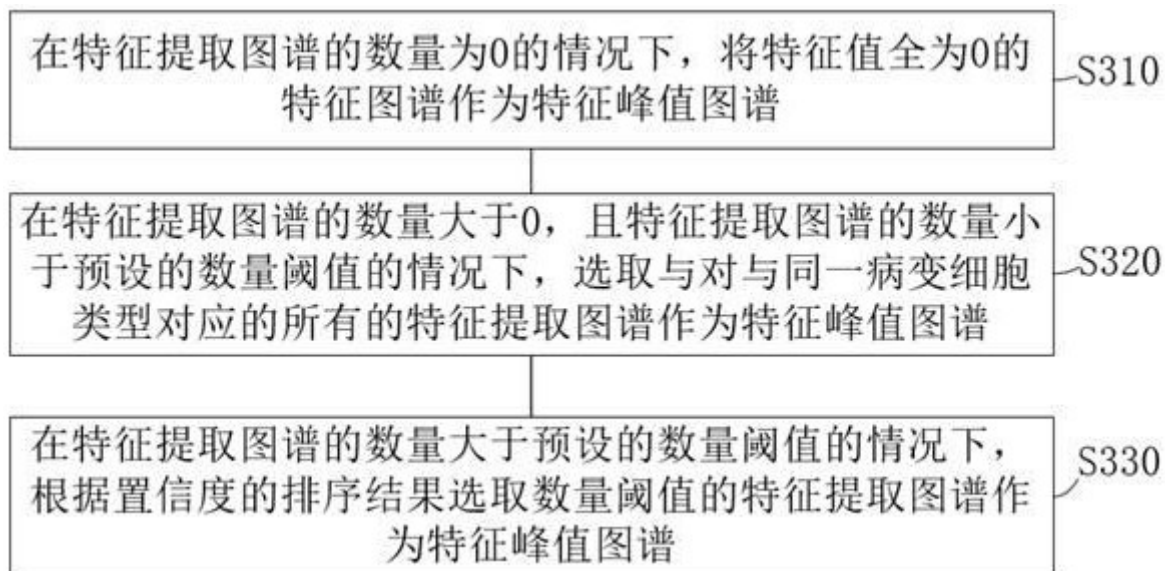 在特征提取图谱的数量为0的情况下，将特征值全为0的
特征图谱作为特征峰值图谱
S310
在特征提取图谱的数量大于0，且特征提取图谱的数量小
于预设的数量阈值的情况下，选取与对与同一病变细胞
类型对应的所有的特征提取图谱作为特征峰值图谱
S320
在特征提取图谱的数量大于预设的数量阈值的情况下，
根据置信度的排序结果选取数量阈值的特征提取图谱作
为特征峰值图谱
S330